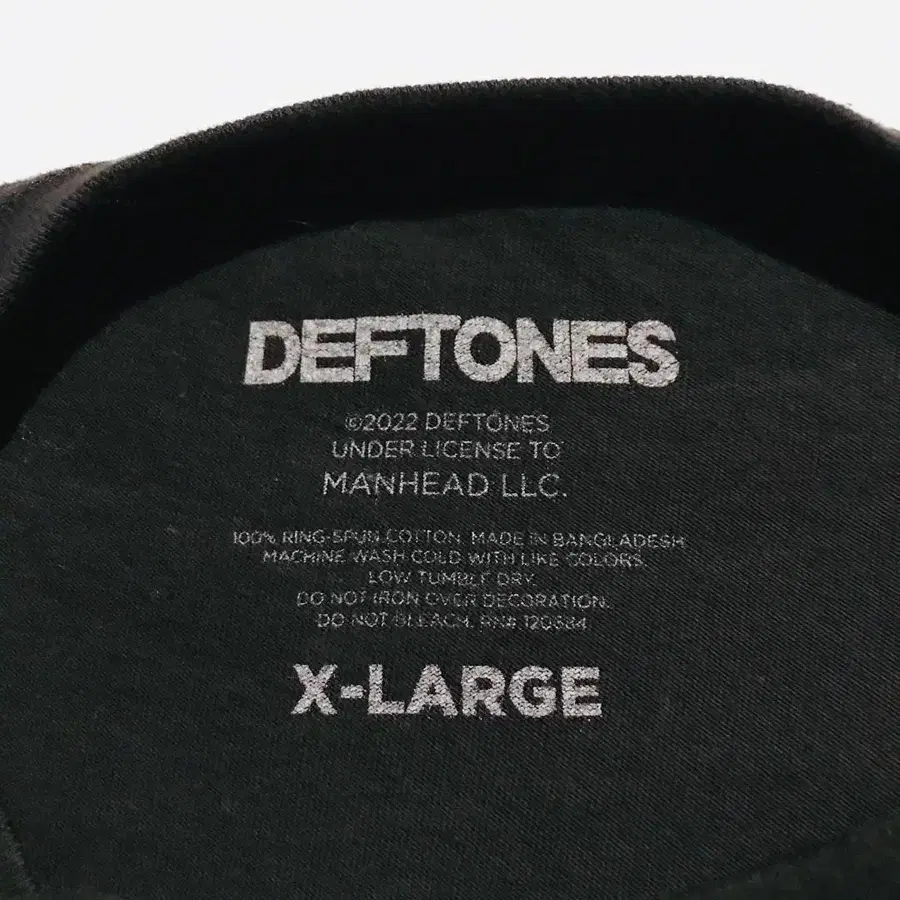 DEFTONES
©2022 DEFTONES
UNDER LICENSE TO
MANHEAD LLC.
100% RING-SPUN COTTON. MADE IN BANGLADESH
MACHINE WASH COLD WITH LIKE COLORS.
LOW TUMBLE DRY.
DO NOT IRON OVER DECORATION.
DO NOT BLEACH. RN#
X-LARGE